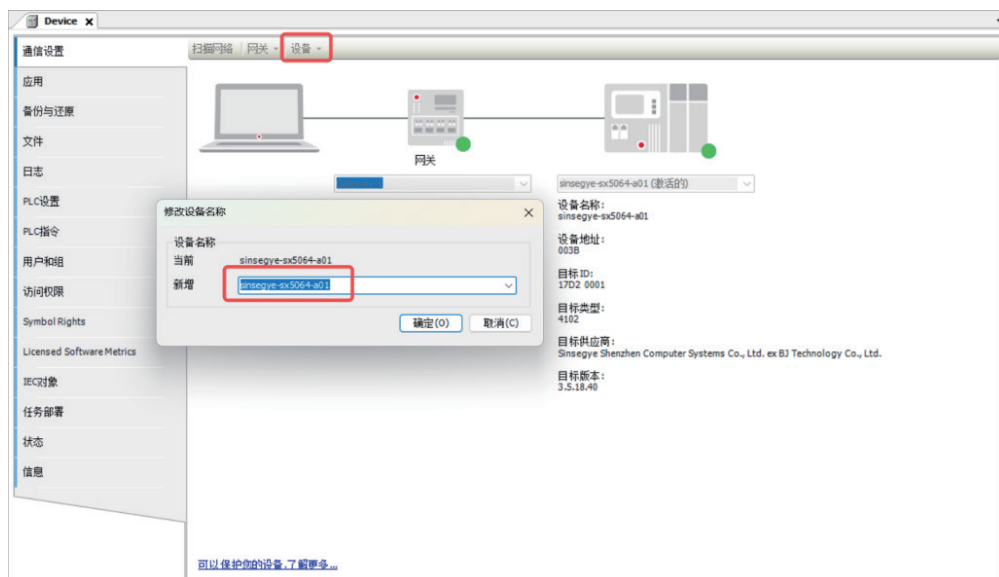 Device
通信设置
扫描网络
网关
设备
应用
备份与还原
文件
日志
PLC设置
PLC指令
用户和组
访问权限
Symbol Rights
Licensed Software Metrics
IEC对象
任务部署
状态
信息
网关
sinsegye-sx5064-a01 (激活的)
设备名称:
sinsegye-sx5064-a01
设备地址:
003B
目标ID:
17D2 0001
目标类型:
4102
目标供应商:
Sinsegye Shenzhen Computer Systems Co., Ltd. ex BJ Technology Co., Ltd.
目标版本:
3.5.18.40
修改设备名称
设备名称
当前 sinsegye-sx5064-a01
新增 sinsegye-sx5064-a01
确定(O) 取消(C)
可以保护您的设备.了解更多...